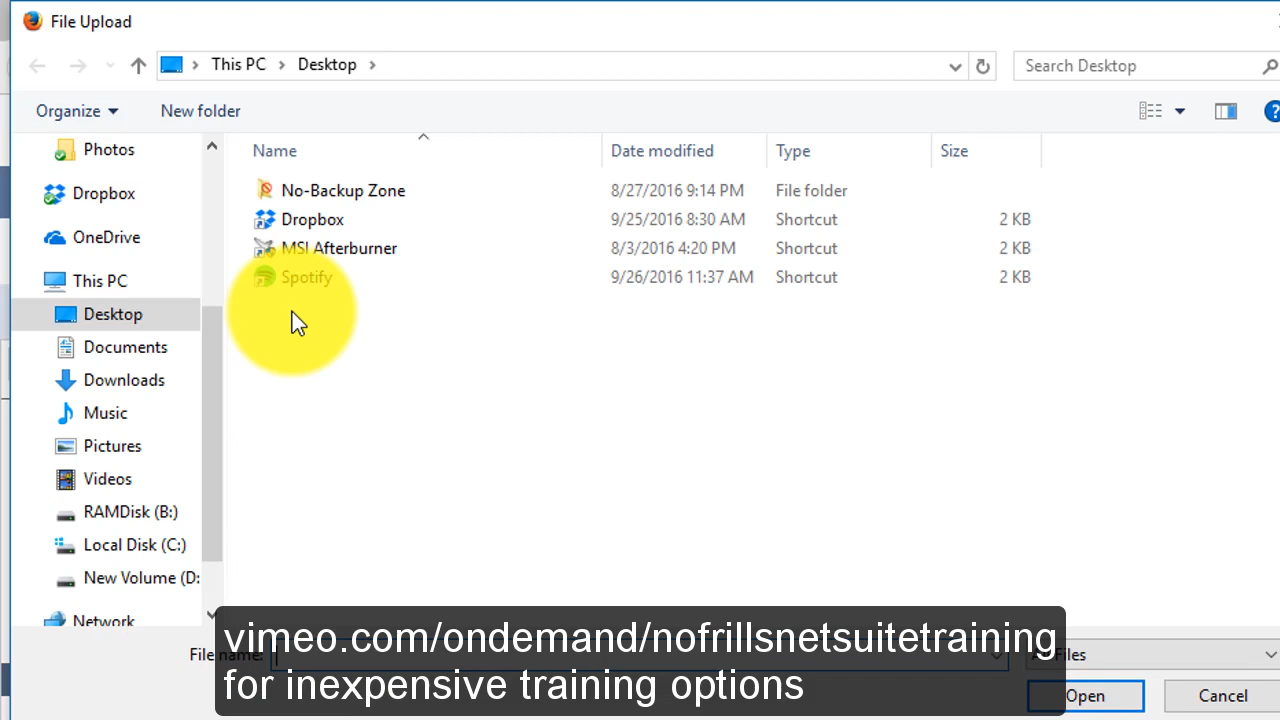 File Upload
This PC > Desktop >
Search Desktop
Organize
New folder
Name
Date modified
Type
Size
Photos
Dropbox
OneDrive
This PC
Desktop
Documents
Downloads
Music
Pictures
Videos
RAMDisk (B:)
Local Disk (C:)
New Volume (D:
Network
No-Backup Zone 8/27/2016 9:14 PM File folder
Dropbox 9/25/2016 8:30 AM Shortcut 2 KB
MSI Afterburner 8/3/2016 4:20 PM Shortcut 2 KB
Spotify 9/26/2016 11:37 AM Shortcut 2 KB
File name:
Files
Open
Cancel
vimeo.com/ondemand/nofrillsnetsuitetraining
for inexpensive training options